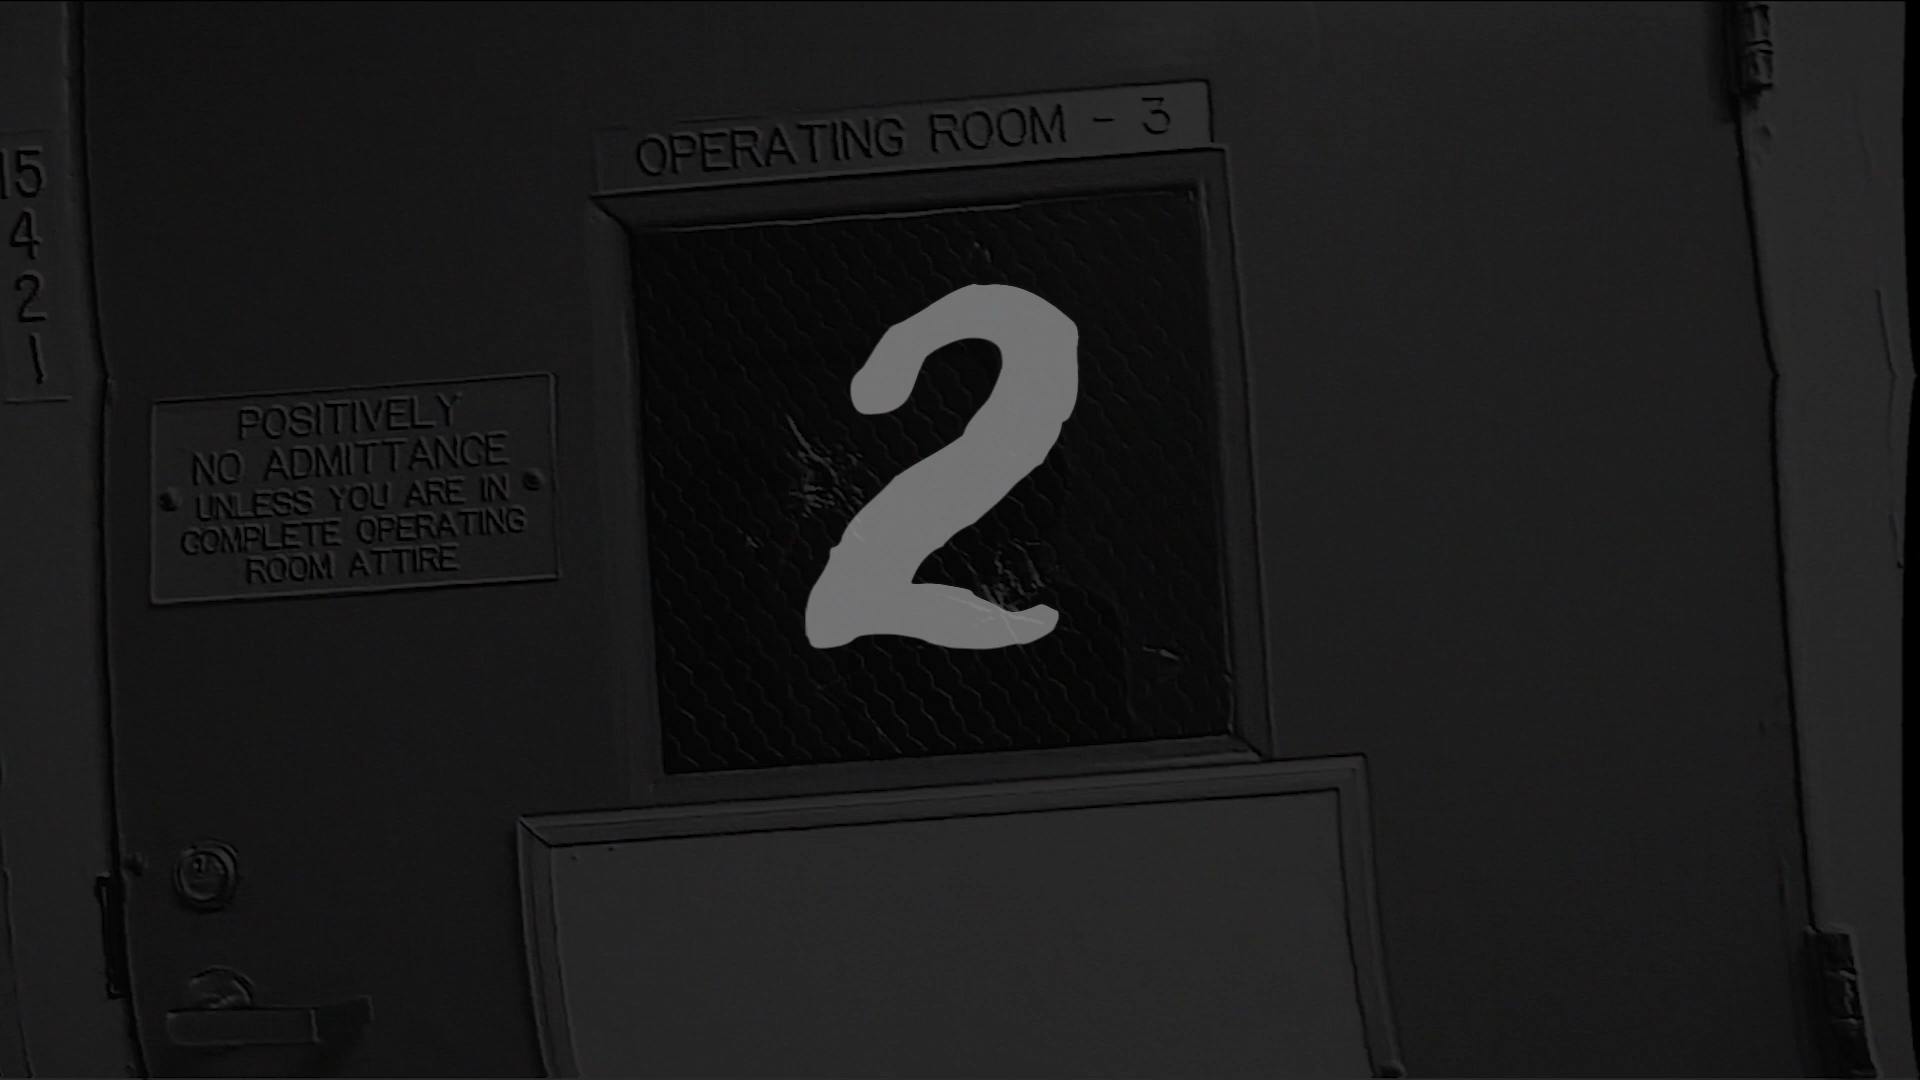 OPERATING ROOM - 3
15
4
2
1
2
POSITIVELY
NO ADMITTANCE
UNLESS YOU ARE IN
COMPLETE OPERATING
ROOM ATTIRE